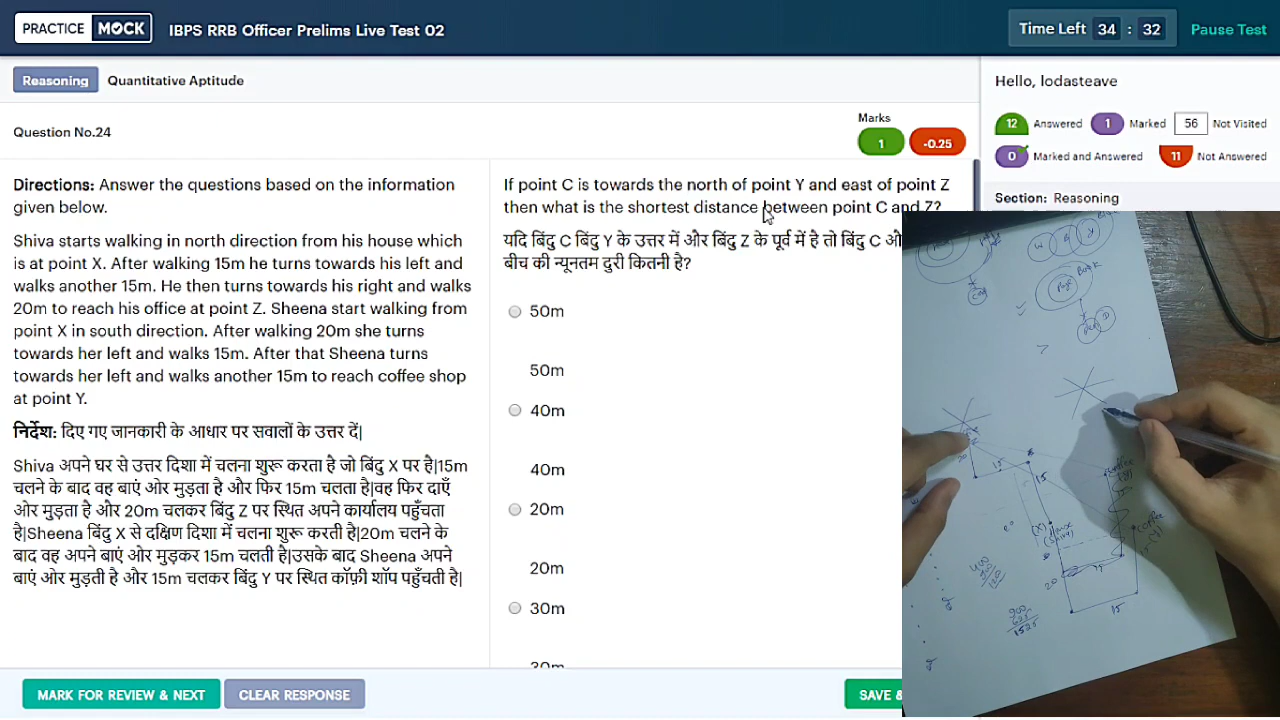 PRACTICE MOCK
IBPS RRB Officer Prelims Live Test 02
Time Left 34 : 32
Pause Test
Reasoning
Quantitative Aptitude
Hello, lodasteave
Question No.24
Marks
1
-0.25
12 Answered
1 Marked
56 Not Visited
0 Marked and Answered
11 Not Answered
Section: Reasoning
Directions: Answer the questions based on the information
given below.
Shiva starts walking in north direction from his house which
is at point X. After walking 15m he turns towards his left and
walks another 15m. He then turns towards his right and walks
20m to reach his office at point Z. Sheena start walking from
point X in south direction. After walking 20m she turns
towards her left and walks 15m. After that Sheena turns
towards her left and walks another 15m to reach coffee shop
at point Y.
निर्देश: दिए गए जानकारी के आधार पर सवालों के उत्तर दें|
Shiva अपने घर से उत्तर दिशा में चलना शुरू करता है जो बिंदु X पर है|15m
चलने के बाद वह बाएं ओर मुड़ता है और फिर 15m चलता है|वह फिर दाएँ
ओर मुड़ता है और 20m चलकर बिंदु Z पर स्थित अपने कार्यालय पहुँचता
है|Sheena बिंदु X से दक्षिण दिशा में चलना शुरू करती है|20m चलने के
बाद वह अपने बाएं ओर मुड़कर 15m चलती है|उसके बाद Sheena अपने
बाएं ओर मुड़ती है और 15m चलकर बिंदु Y पर स्थित कॉफ़ी शॉप पहुँचती है|
If point C is towards the north of point Y and east of point Z
then what is the shortest distance between point C and Z?
यदि बिंदु C बिंदु Y के उत्तर में और बिंदु Z के पूर्व में है तो बिंदु C औ
बीच की न्यूनतम दुरी कितनी है?
50m
50m
40m
40m
20m
20m
30m
30m
MARK FOR REVIEW & NEXT
CLEAR RESPONSE
SAVE &
Book
Page
15
15
(X)
House
(Shiva)
coffee
(Y)
coffee
(Y)
20
15
900
625
1525